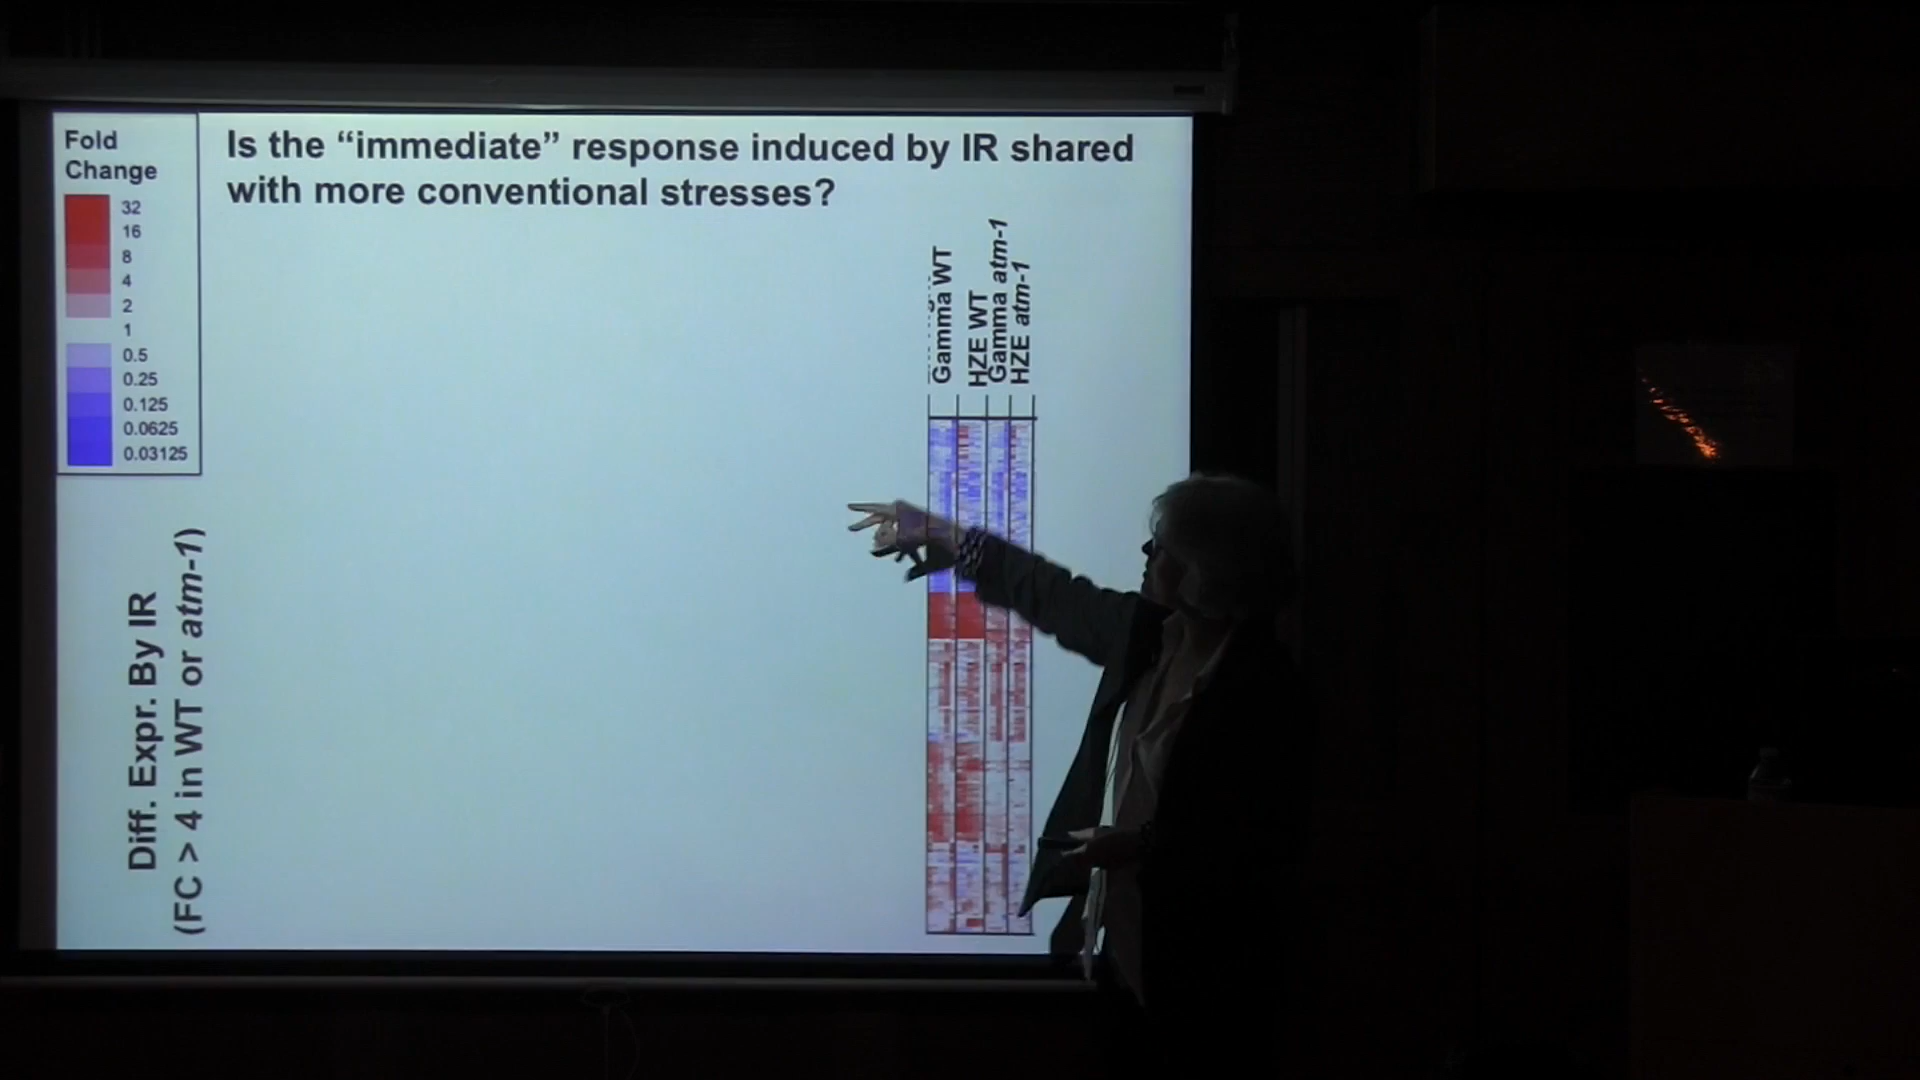 Fold
Change
32
16
8
4
2
1
0.5
0.25
0.125
0.0625
0.03125
Is the “immediate” response induced by IR shared
with more conventional stresses?
Gamma WT
HZE WT
Gamma atm-1
HZE atm-1
Diff. Expr. By IR
(FC > 4 in WT or atm-1)